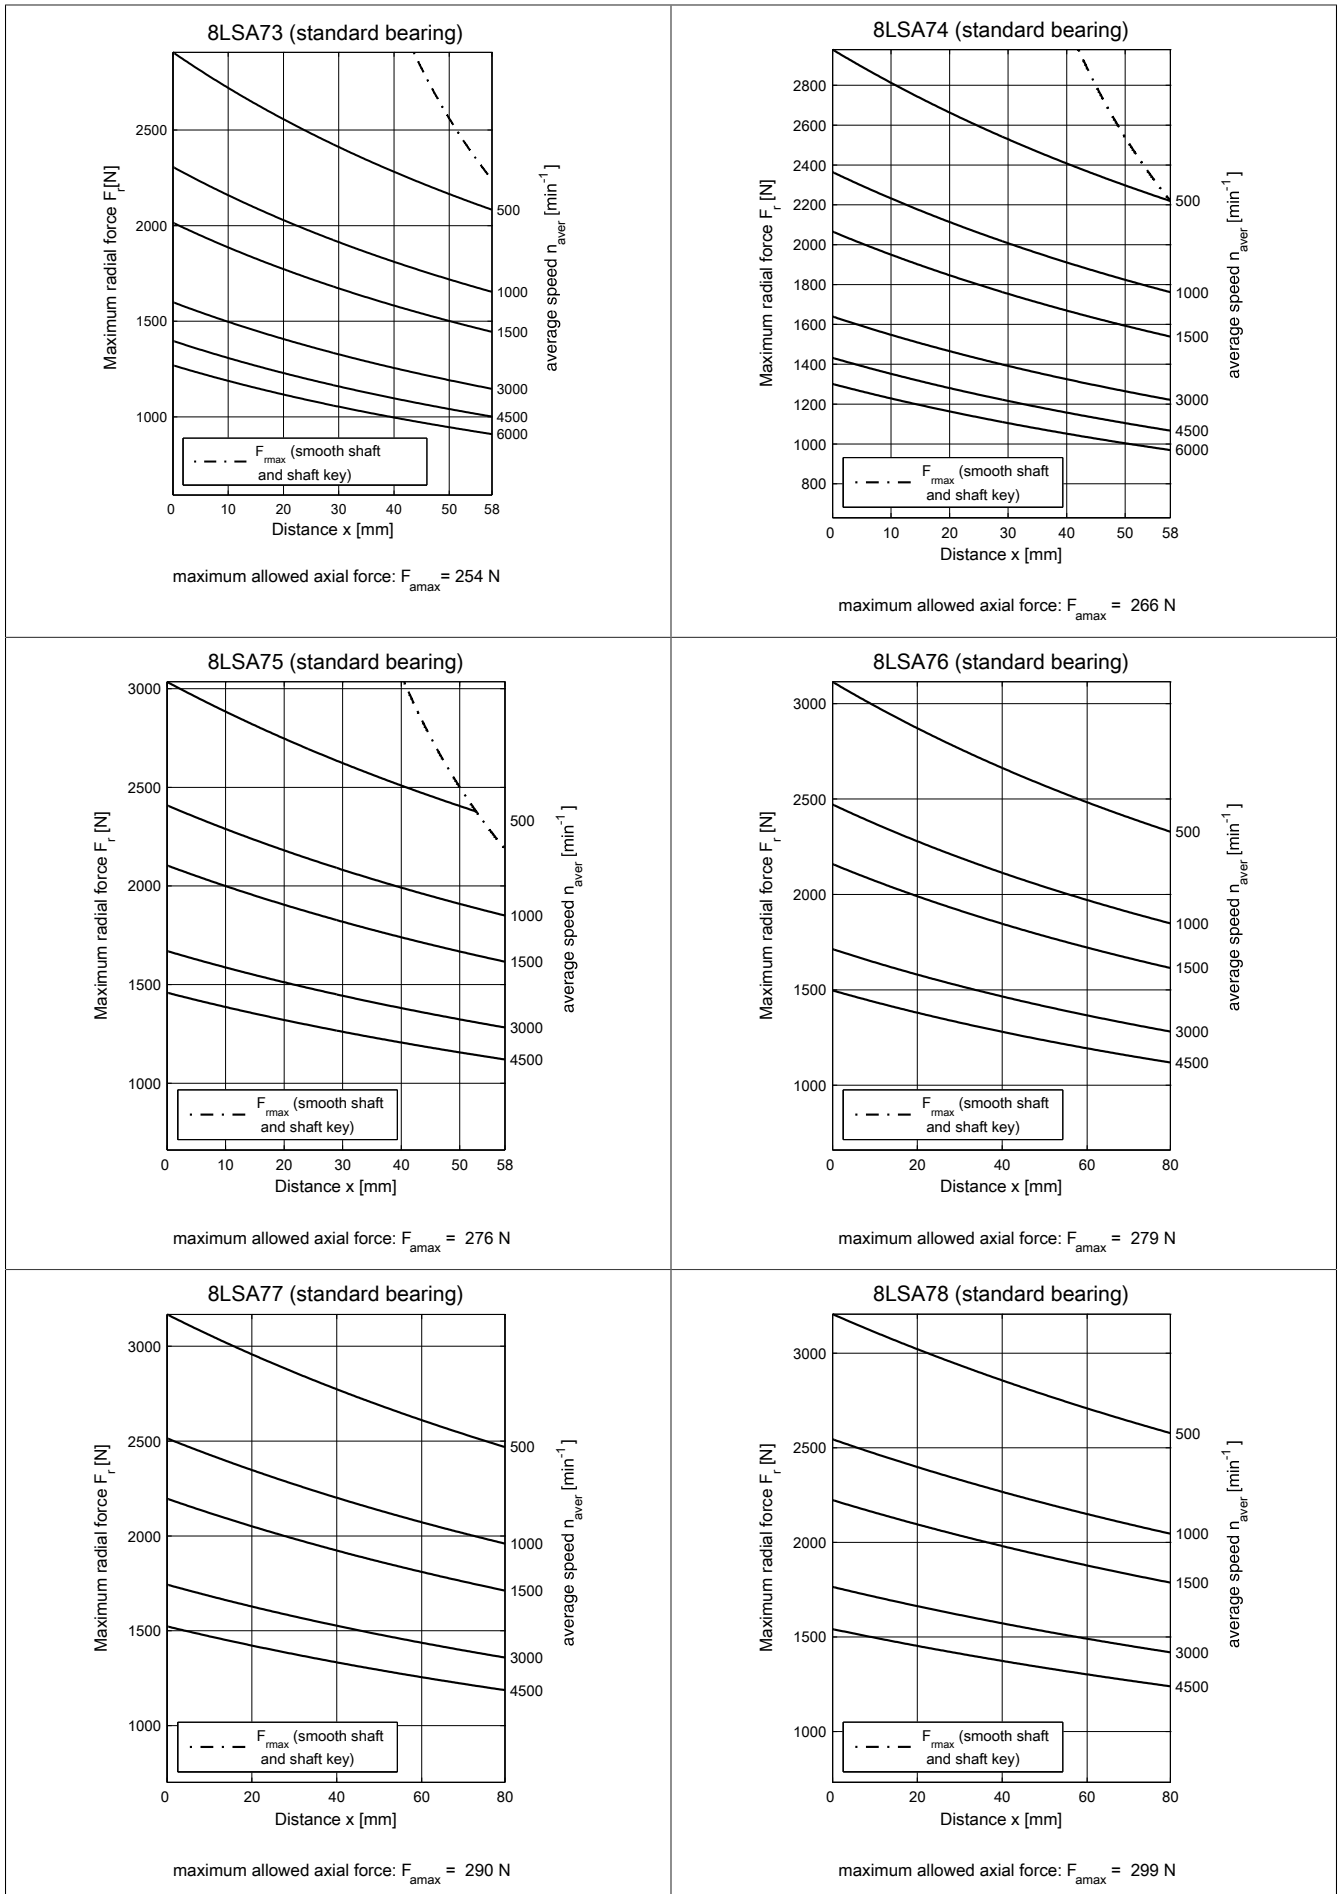 8LSA73 (standard bearing)
2500
2000
1500
1000
Maximum radial force Fr[N]
500
1000
1500
3000
4500
6000
average speed naver [min-1]
Frmax (smooth shaft
and shaft key)
0 10 20 30 40 50 58
Distance x [mm]
maximum allowed axial force: Famax= 254 N
8LSA74 (standard bearing)
2800
2600
2400
2200
2000
1800
1600
1400
1200
1000
800
Maximum radial force Fr [N]
500
1000
1500
3000
4500
6000
average speed naver [min-1]
Frmax (smooth shaft
and shaft key)
0 10 20 30 40 50 58
Distance x [mm]
maximum allowed axial force: Famax = 266 N
8LSA75 (standard bearing)
3000
2500
2000
1500
1000
Maximum radial force Fr [N]
500
1000
1500
3000
4500
average speed naver [min-1]
Frmax (smooth shaft
and shaft key)
0 10 20 30 40 50 58
Distance x [mm]
maximum allowed axial force: Famax = 276 N
8LSA76 (standard bearing)
3000
2500
2000
1500
1000
Maximum radial force Fr [N]
500
1000
1500
3000
4500
average speed naver [min-1]
Frmax (smooth shaft
and shaft key)
0 20 40 60 80
Distance x [mm]
maximum allowed axial force: Famax = 279 N
8LSA77 (standard bearing)
3000
2500
2000
1500
1000
Maximum radial force Fr [N]
500
1000
1500
3000
4500
average speed naver [min-1]
Frmax (smooth shaft
and shaft key)
0 20 40 60 80
Distance x [mm]
maximum allowed axial force: Famax = 290 N
8LSA78 (standard bearing)
3000
2500
2000
1500
1000
Maximum radial force Fr [N]
500
1000
1500
3000
4500
average speed naver [min-1]
Frmax (smooth shaft
and shaft key)
0 20 40 60 80
Distance x [mm]
maximum allowed axial force: Famax = 299 N